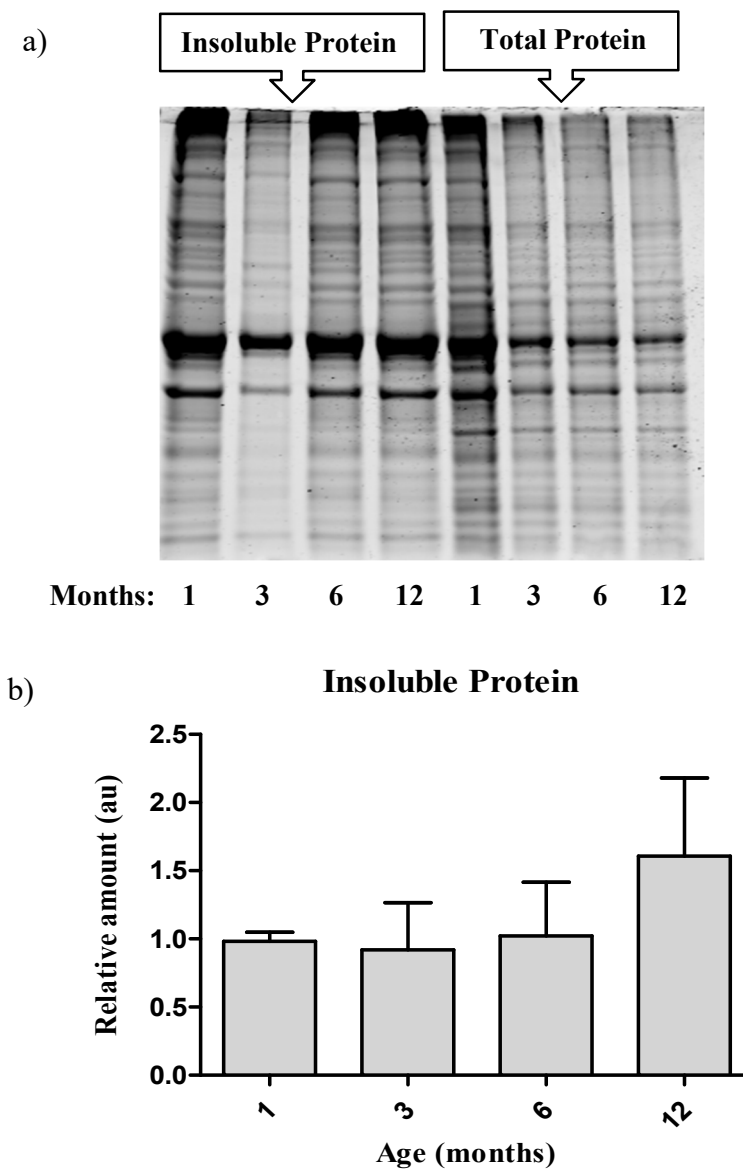 a)
Insoluble Protein Total Protein
Months: 1 3 6 12 1 3 6 12
b)
Insoluble Protein
Relative amount (au)
2.5
2.0
1.5
1.0
0.5
0.0
1 3 6 12
Age (months)